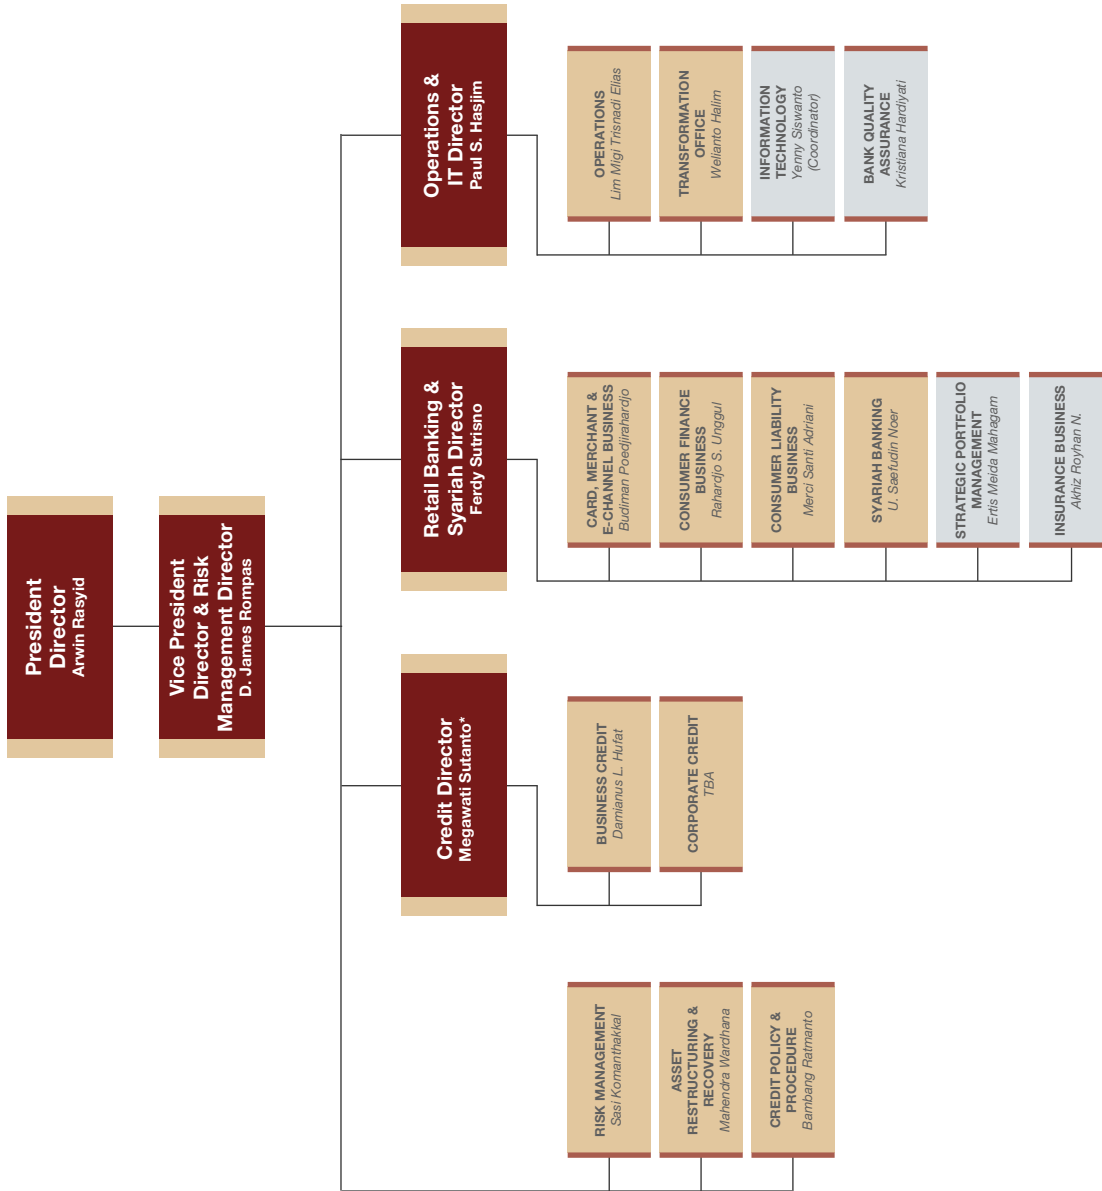 President
Director
Arwin Rasyid
Vice President
Director & Risk
Management Director
D. James Rompas
Credit Director
Megawati Sutanto*
Retail Banking &
Syariah Director
Ferdy Sutrisno
Operations &
IT Director
Paul S. Hasjim
RISK MANAGEMENT
Sasi Komanthakkal
ASSET
RESTRUCTURING &
RECOVERY
Mahendra Wardhana
CREDIT POLICY &
PROCEDURE
Bambang Ratmanto
BUSINESS CREDIT
Damianus L. Hufat
CORPORATE CREDIT
TBA
CARD, MERCHANT &
E-CHANNEL BUSINESS
Budiman Poedjirahardjo
CONSUMER FINANCE
BUSINESS
Rahardjo S. Unggul
CONSUMER LIABILITY
BUSINESS
Merci Santi Adriani
SYARIAH BANKING
U. Saefudin Noer
STRATEGIC PORTFOLIO
MANAGEMENT
Ertis Meida Mahagam
INSURANCE BUSINESS
Akhiz Royhan N.
OPERATIONS
Lim Migi Trisnadi Elias
TRANSFORMATION
OFFICE
Welianto Halim
INFORMATION
TECHNOLOGY
Yenny Siswanto
(Coordinator)
BANK QUALITY
ASSURANCE
Kristiana Hardiyati